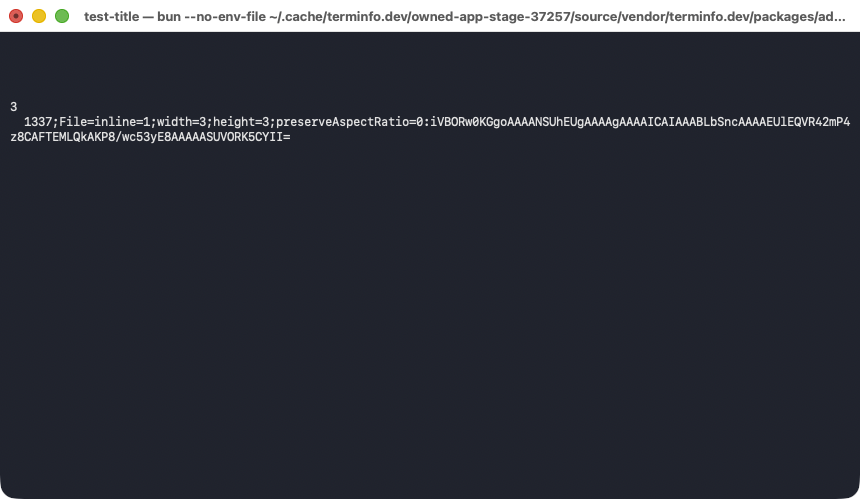 test-title — bun --no-env-file ~/.cache/terminfo.dev/owned-app-stage-37257/source/vendor/terminfo.dev/packages/ad...
3
1337;File=inline=1;width=3;height=3;preserveAspectRatio=0:iVBORw0KGgoAAAANSUhEUgAAAAgAAAAICAIAAABLbSncAAAAEUlEQVR42mP4
z8CAFTEMLQkAKP8/wc53yE8AAAAASUVORK5CYII=